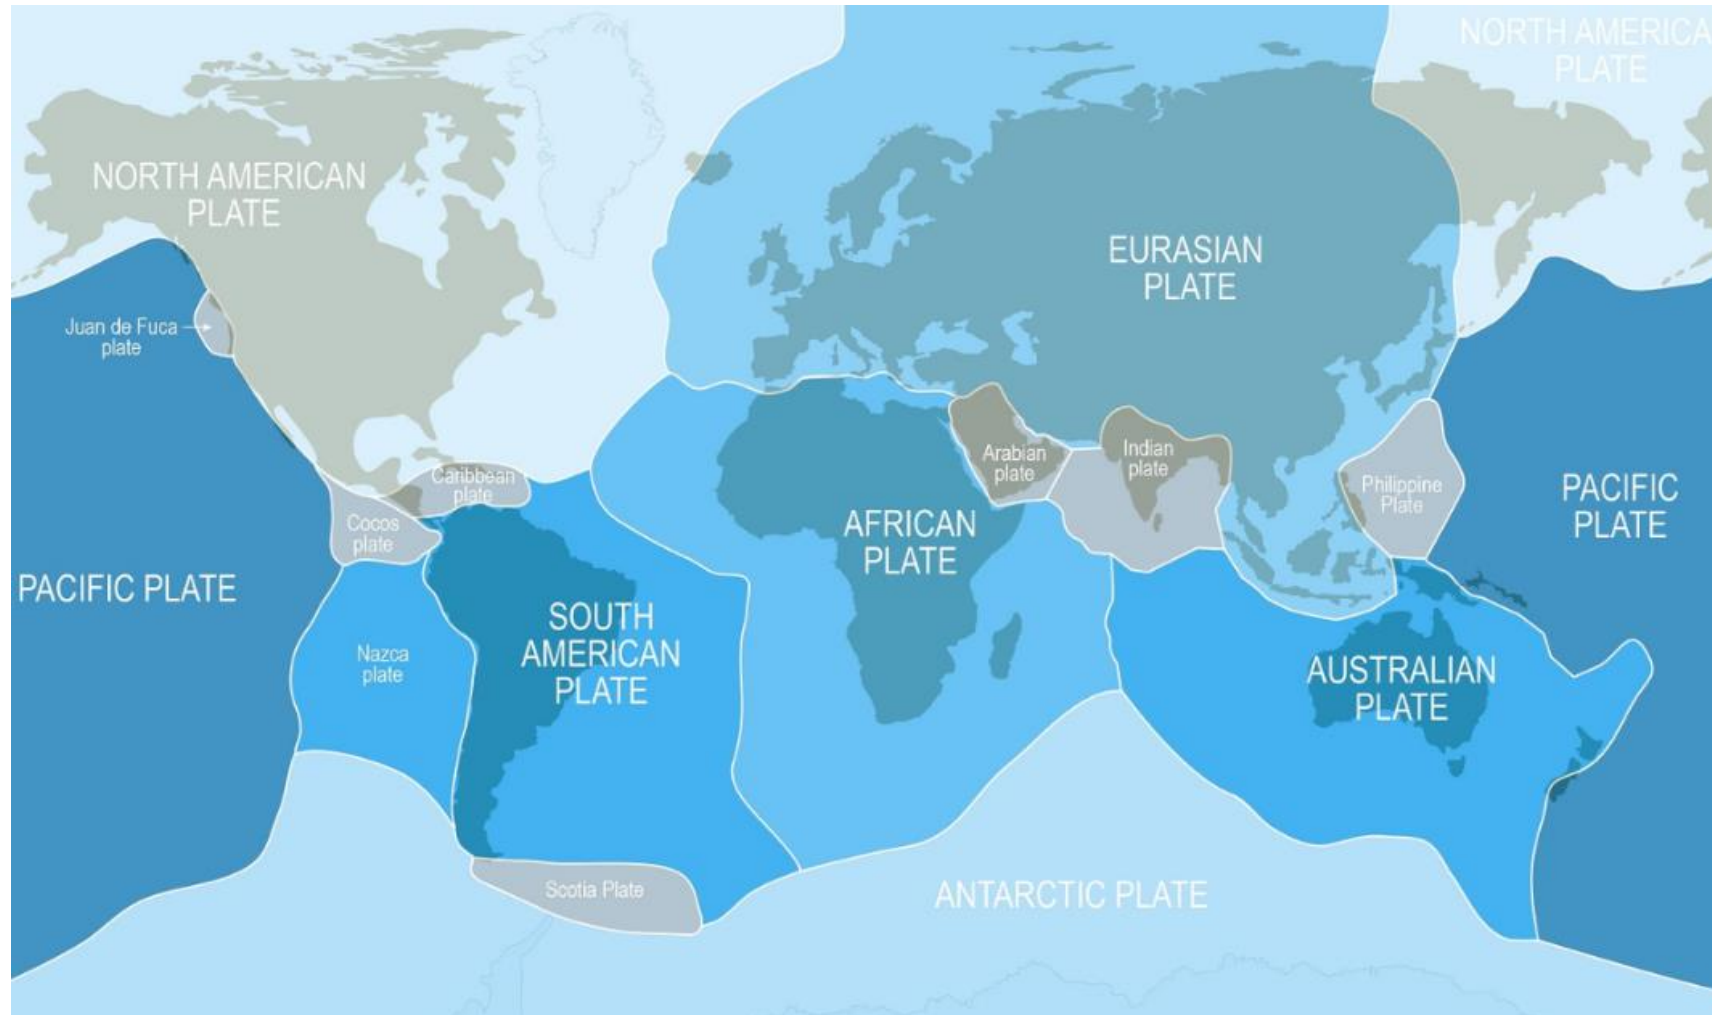 NORTH AMERICA
PLATE
NORTH AMERICAN
PLATE
EURASIAN
PLATE
Juan de Fuca
plate
Arabian
plate
Indian
plate
Caribbean
plate
Philippine
Plate
PACIFIC
PLATE
Cocos
plate
AFRICAN
PLATE
PACIFIC PLATE
SOUTH
AMERICAN
PLATE
Nazca
plate
AUSTRALIAN
PLATE
Scotia Plate
ANTARCTIC PLATE